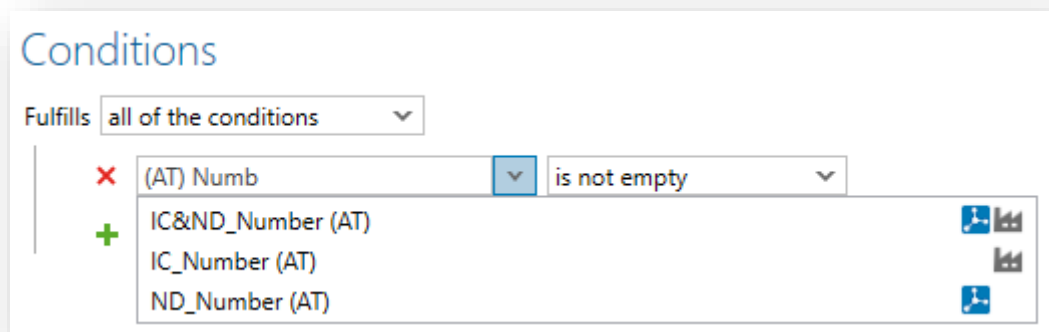 Conditions
Fulfills all of the conditions
(AT) Numb is not empty
IC&ND_Number (AT)
IC_Number (AT)
ND_Number (AT)